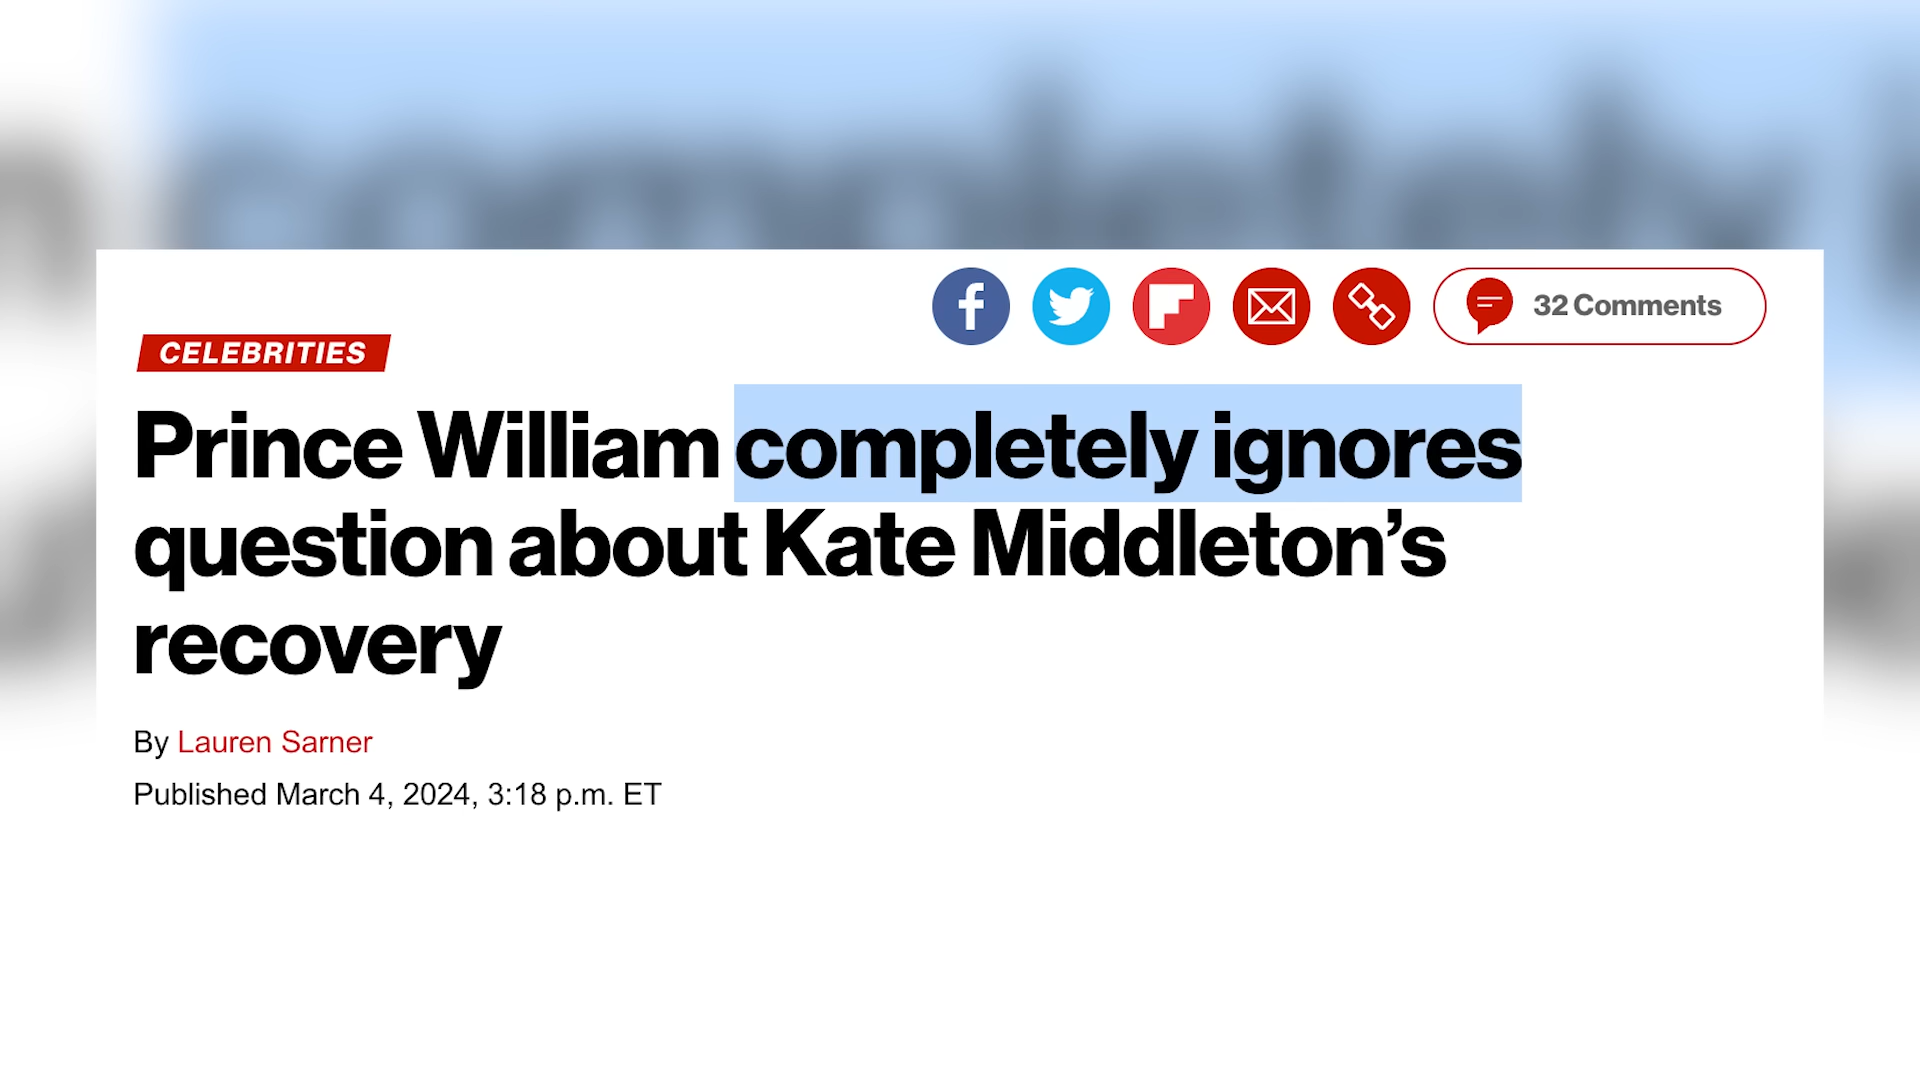 32 Comments
CELEBRITIES
Prince William completely ignores
question about Kate Middleton’s
recovery
By Lauren Sarner
Published March 4, 2024, 3:18 p.m. ET